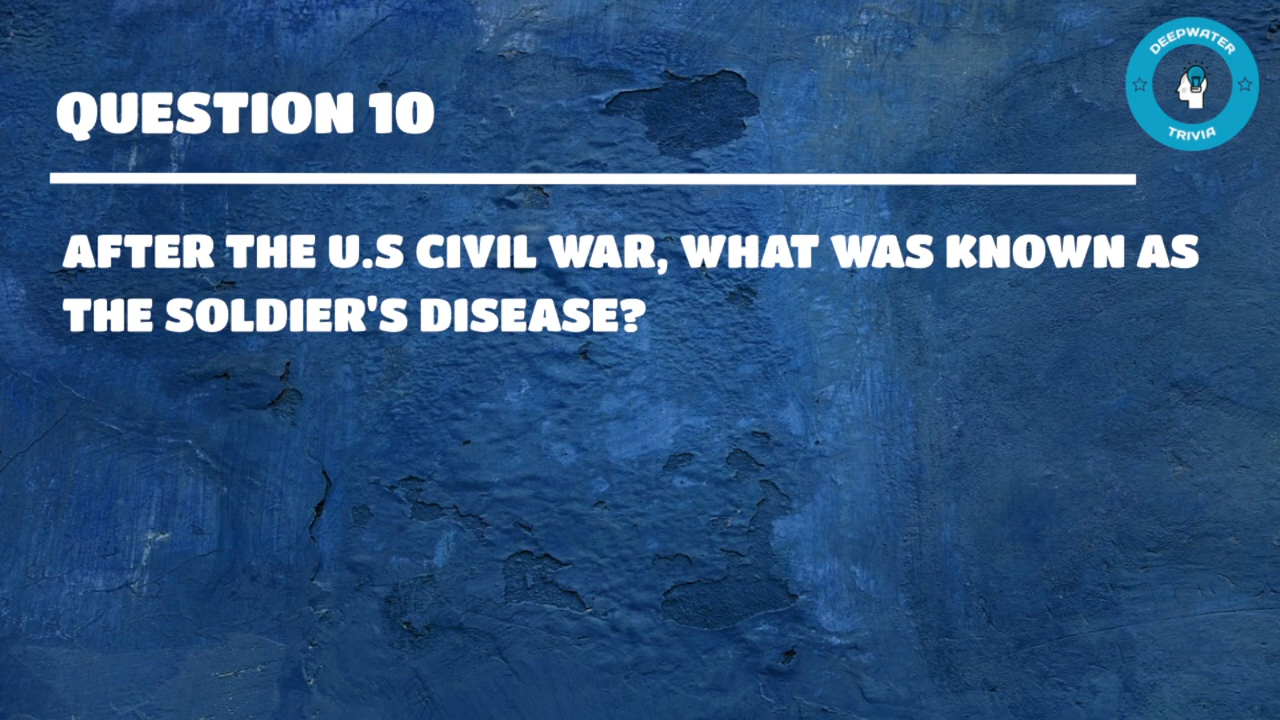 DEEPWATER
TRIVIA
QUESTION 10
AFTER THE U.S CIVIL WAR, WHAT WAS KNOWN AS
THE SOLDIER'S DISEASE?